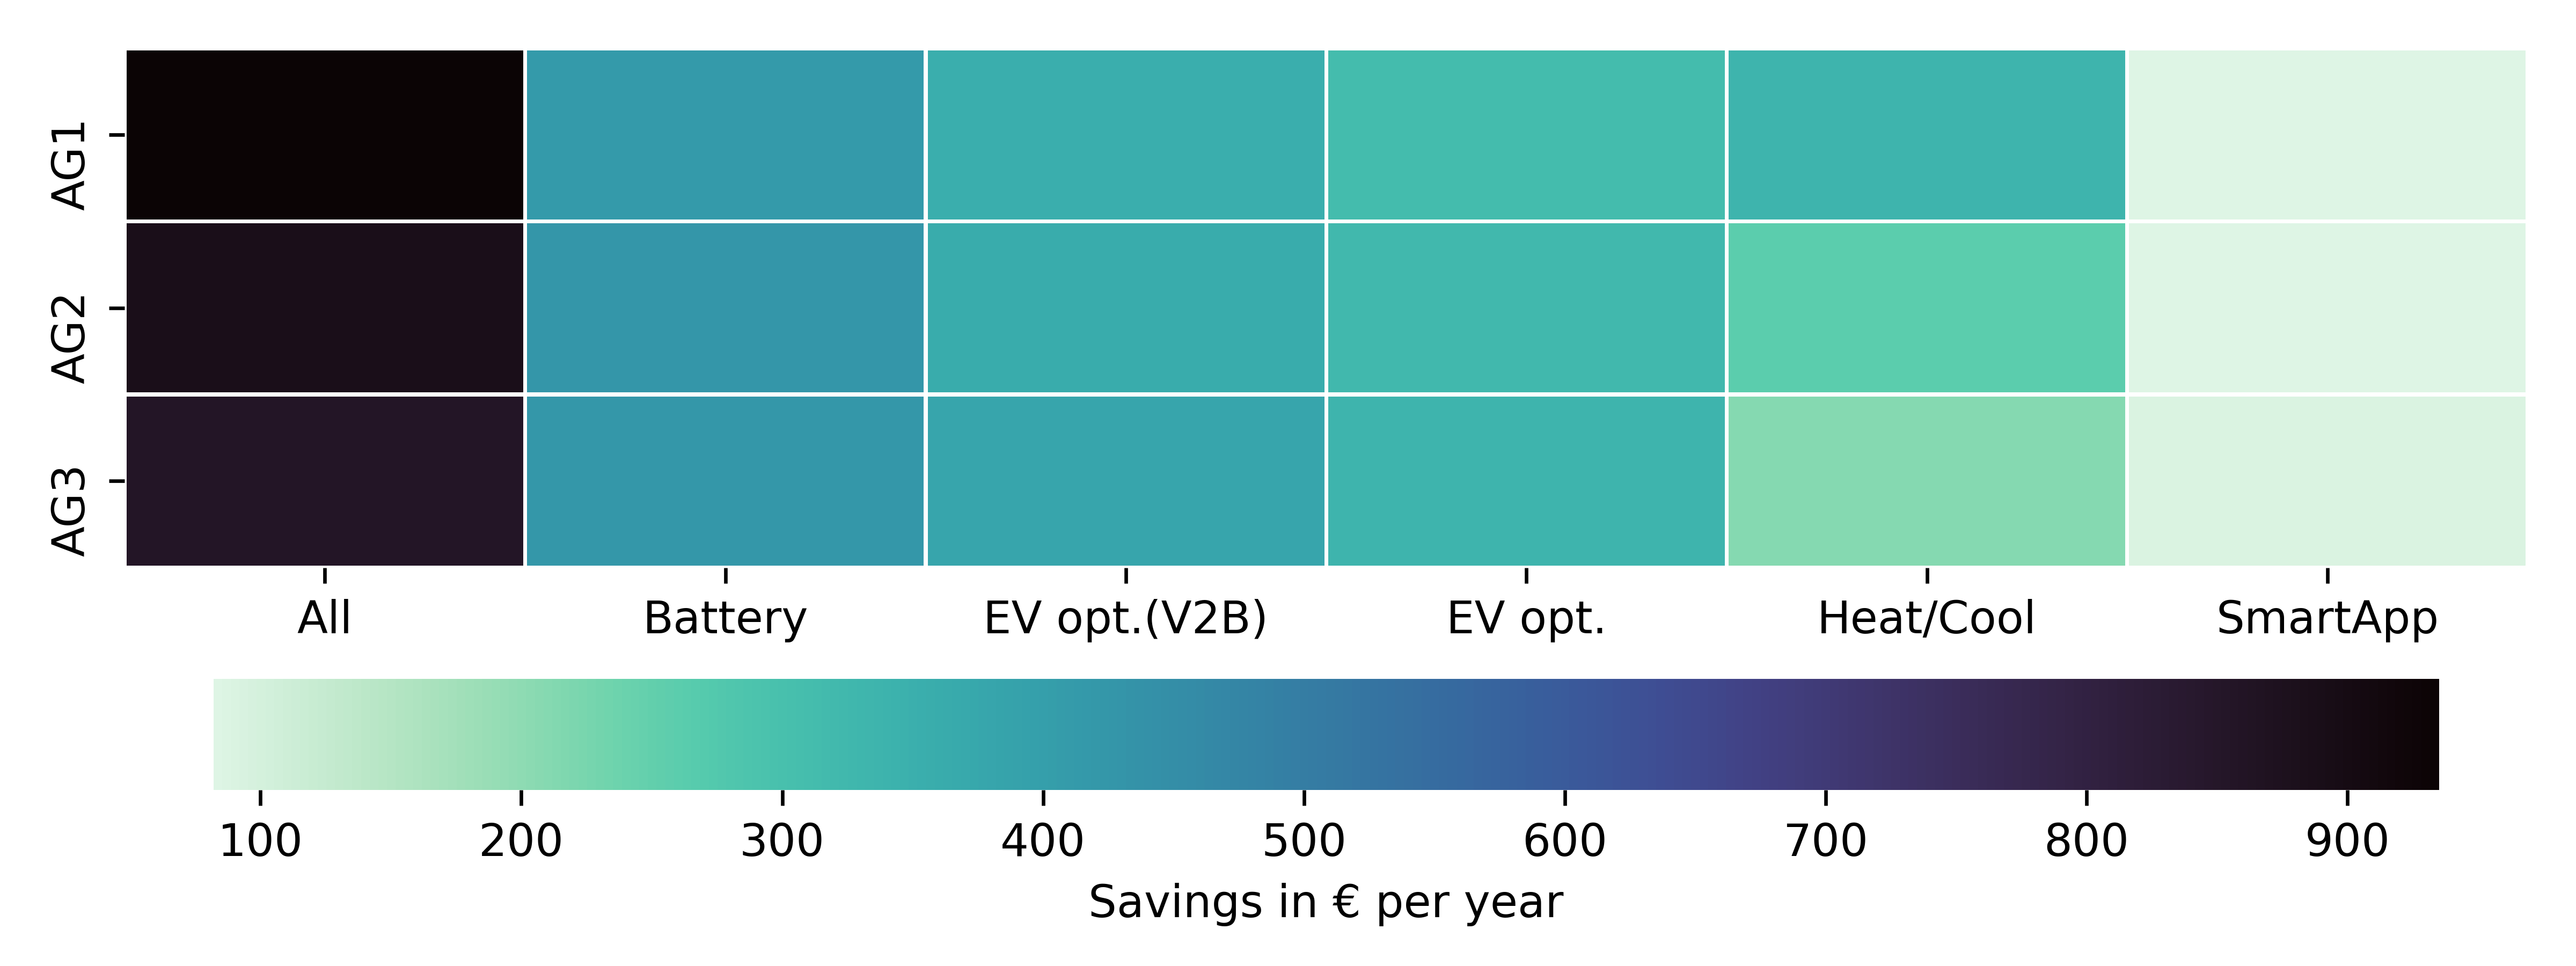 AG1
AG2
AG3
All Battery EV opt.(V2B) EV opt. Heat/Cool SmartApp
100 200 300 400 500 600 700 800 900
Savings in € per year